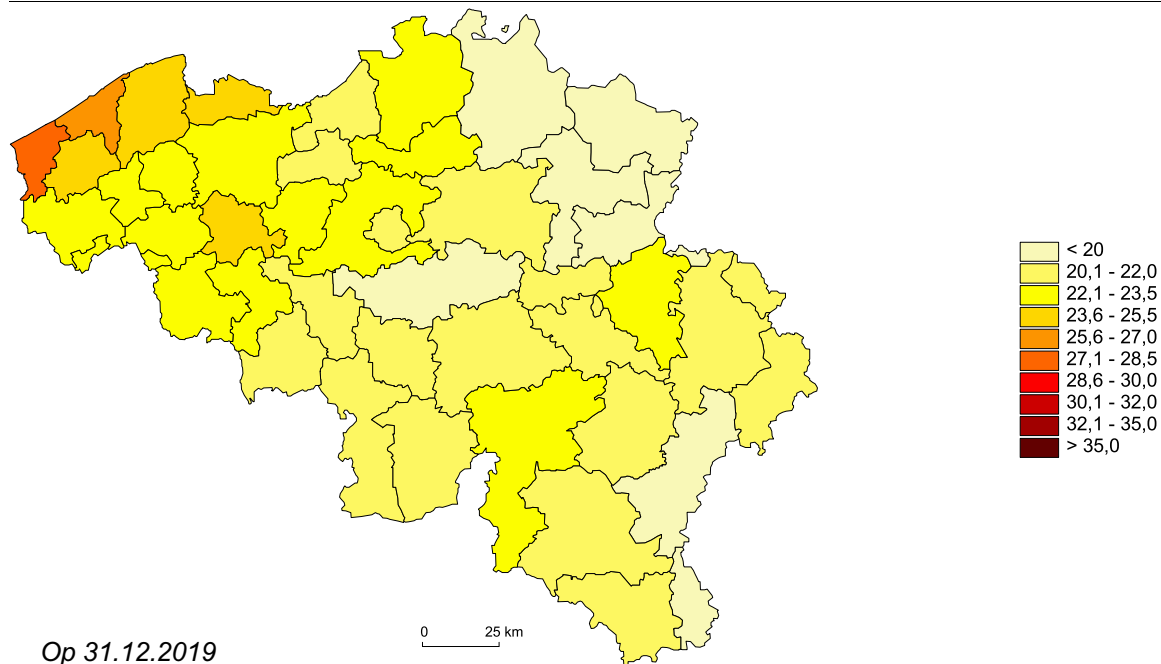 < 20
20,1 - 22,0
22,1 - 23,5
23,6 - 25,5
25,6 - 27,0
27,1 - 28,5
28,6 - 30,0
30,1 - 32,0
32,1 - 35,0
> 35,0
0 25 km
Op 31.12.2019